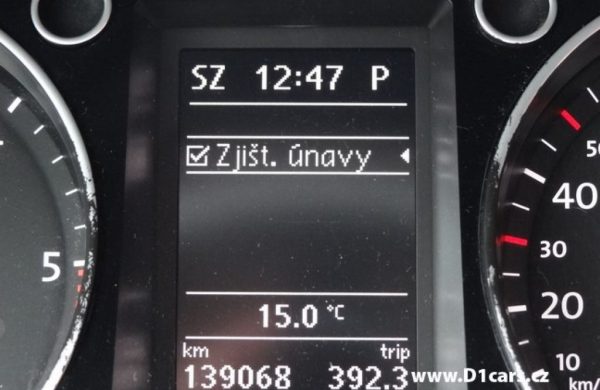 SZ 12:47 P
Zjišt. únavy
15.0 °C
km trip
139068 392.3
5
50
40
30
20
10
km/
www.D1cars.cz